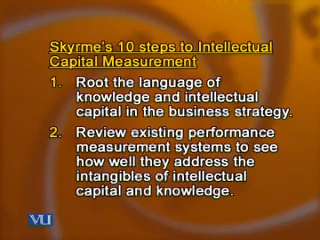 Skyrme's 10 steps to Intellectual
Capital Measurement
1. Root the language of
knowledge and intellectual
capital in the business strategy.
2. Review existing performance
measurement systems to see
how well they address the
intangibles of intellectual
capital and knowledge.
VU